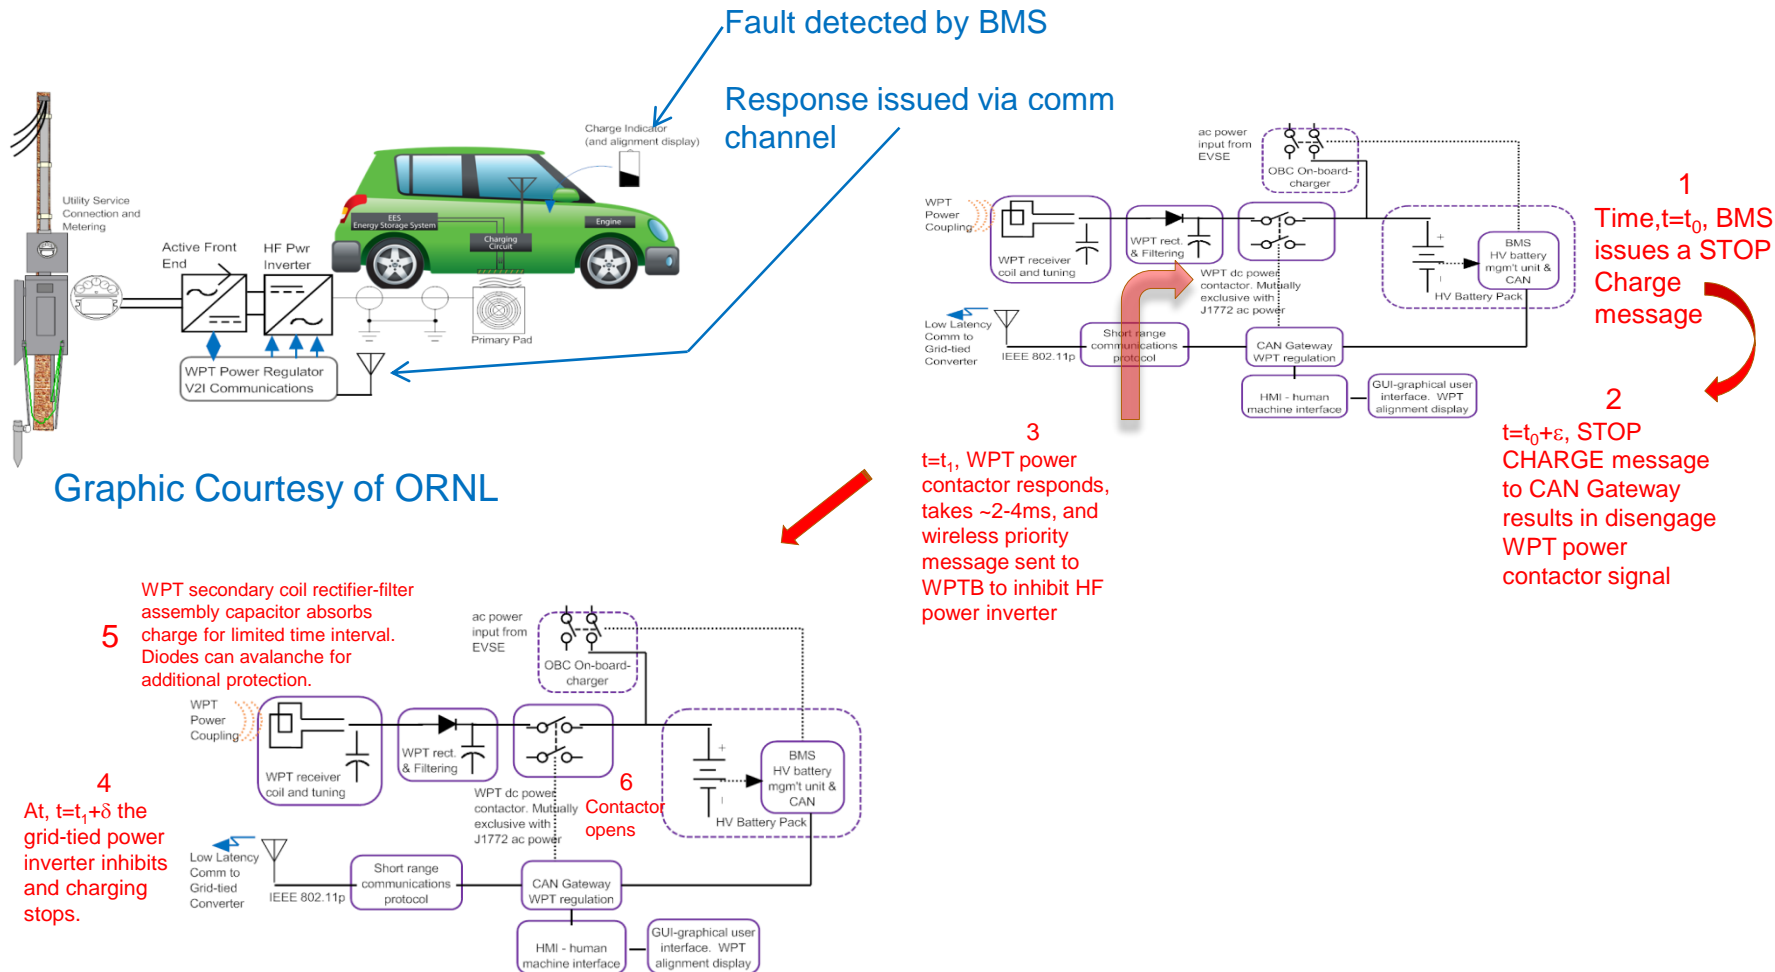 Fault detected by BMS
Response issued via comm
channel
Charge Indicator
(and alignment display)
Utility Service
Connection and
Metering
Active Front
End
HF Pwr
Inverter
EES
Energy Storage System
Charging
Circuit
Engine
Primary Pad
WPT Power Regulator
V2I Communications
Graphic Courtesy of ORNL
ac power
input from
EVSE
OBC On-board-
charger
WPT
Power
Coupling
WPT receiver
coil and tuning
WPT rect.
& Filtering
WPT dc power
contactor. Mutually
exclusive with
J1772 ac power
+
BMS
HV battery
mgm't unit &
CAN
HV Battery Pack
Low Latency
Comm to
Grid-tied
Converter
IEEE 802.11p
Short range
communications
protocol
CAN Gateway
WPT regulation
HMI - human
machine interface
GUI-graphical user
interface. WPT
alignment display
1
Time,t=t0, BMS
issues a STOP
Charge
message
2
t=t0+ε, STOP
CHARGE message
to CAN Gateway
results in disengage
WPT power
contactor signal
3
t=t1, WPT power
contactor responds,
takes ~2-4ms, and
wireless priority
message sent to
WPTB to inhibit HF
power inverter
4
At, t=t1+δ the
grid-tied power
inverter inhibits
and charging
stops.
5
WPT secondary coil rectifier-filter
assembly capacitor absorbs
charge for limited time interval.
Diodes can avalanche for
additional protection.
ac power
input from
EVSE
OBC On-board-
charger
WPT
Power
Coupling
WPT receiver
coil and tuning
WPT rect.
& Filtering
WPT dc power
contactor. Mutually
exclusive with
J1772 ac power
6
Contactor
opens
+
BMS
HV battery
mgm't unit &
CAN
HV Battery Pack
Low Latency
Comm to
Grid-tied
Converter
IEEE 802.11p
Short range
communications
protocol
CAN Gateway
WPT regulation
HMI - human
machine interface
GUI-graphical user
interface. WPT
alignment display